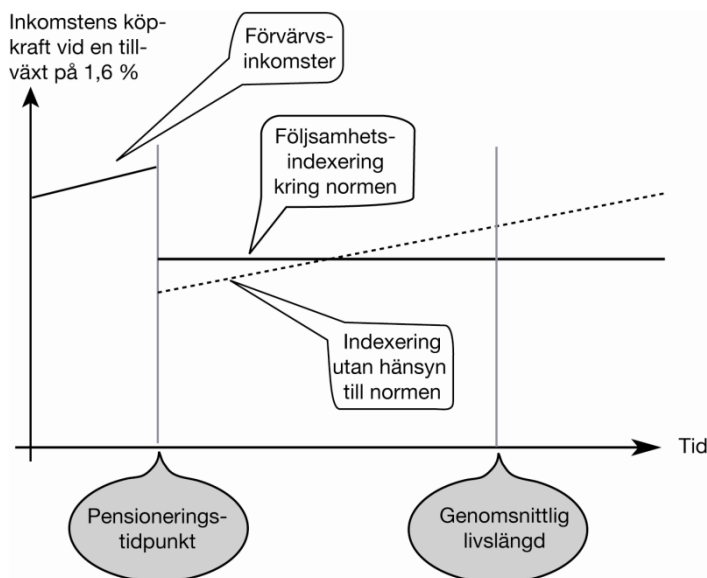 Inkomstens köp-
kraft vid en till-
växt på 1,6 %
Förvärvs-
inkomster
Följsamhets-
indexering
kring normen
Indexering
utan hänsyn
till normen
Tid
Pensionerings-
tidpunkt
Genomsnittlig
livslängd